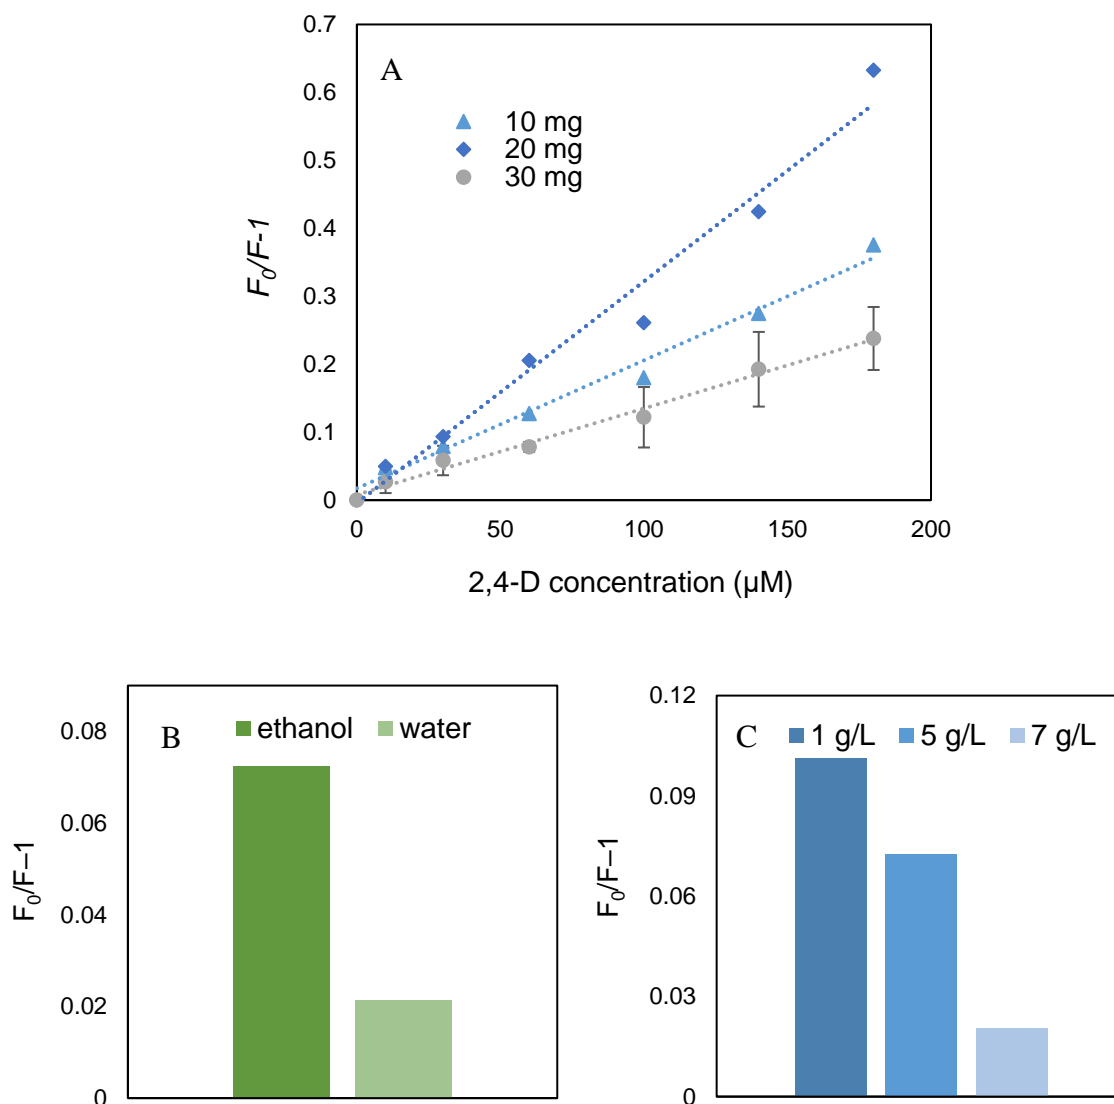 0.7
A
0.6
10 mg
20 mg
30 mg
0.5
0.4
F0/F-1
0.3
0.2
0.1
0
0 50 100 150 200
2,4-D concentration (µM)
B
ethanol water
0.08
0.06
F0/F–1
0.04
0.02
0
0.12
C
1 g/L 5 g/L 7 g/L
0.09
F0/F–1
0.06
0.03
0